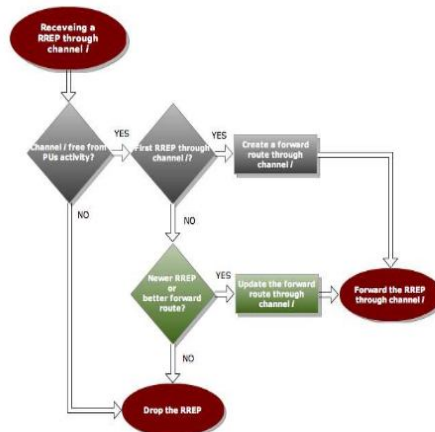 Receveing a
RREP through
channel i
Channel i free from
PUs activity?
YES
First RREP through
channel i?
YES
Create a forward
route through
channel i
NO
NO
Newer RREP
or
better forward
route?
YES
Update the forward
route through
channel i
Forward the RREP
through channel i
NO
Drop the RREP